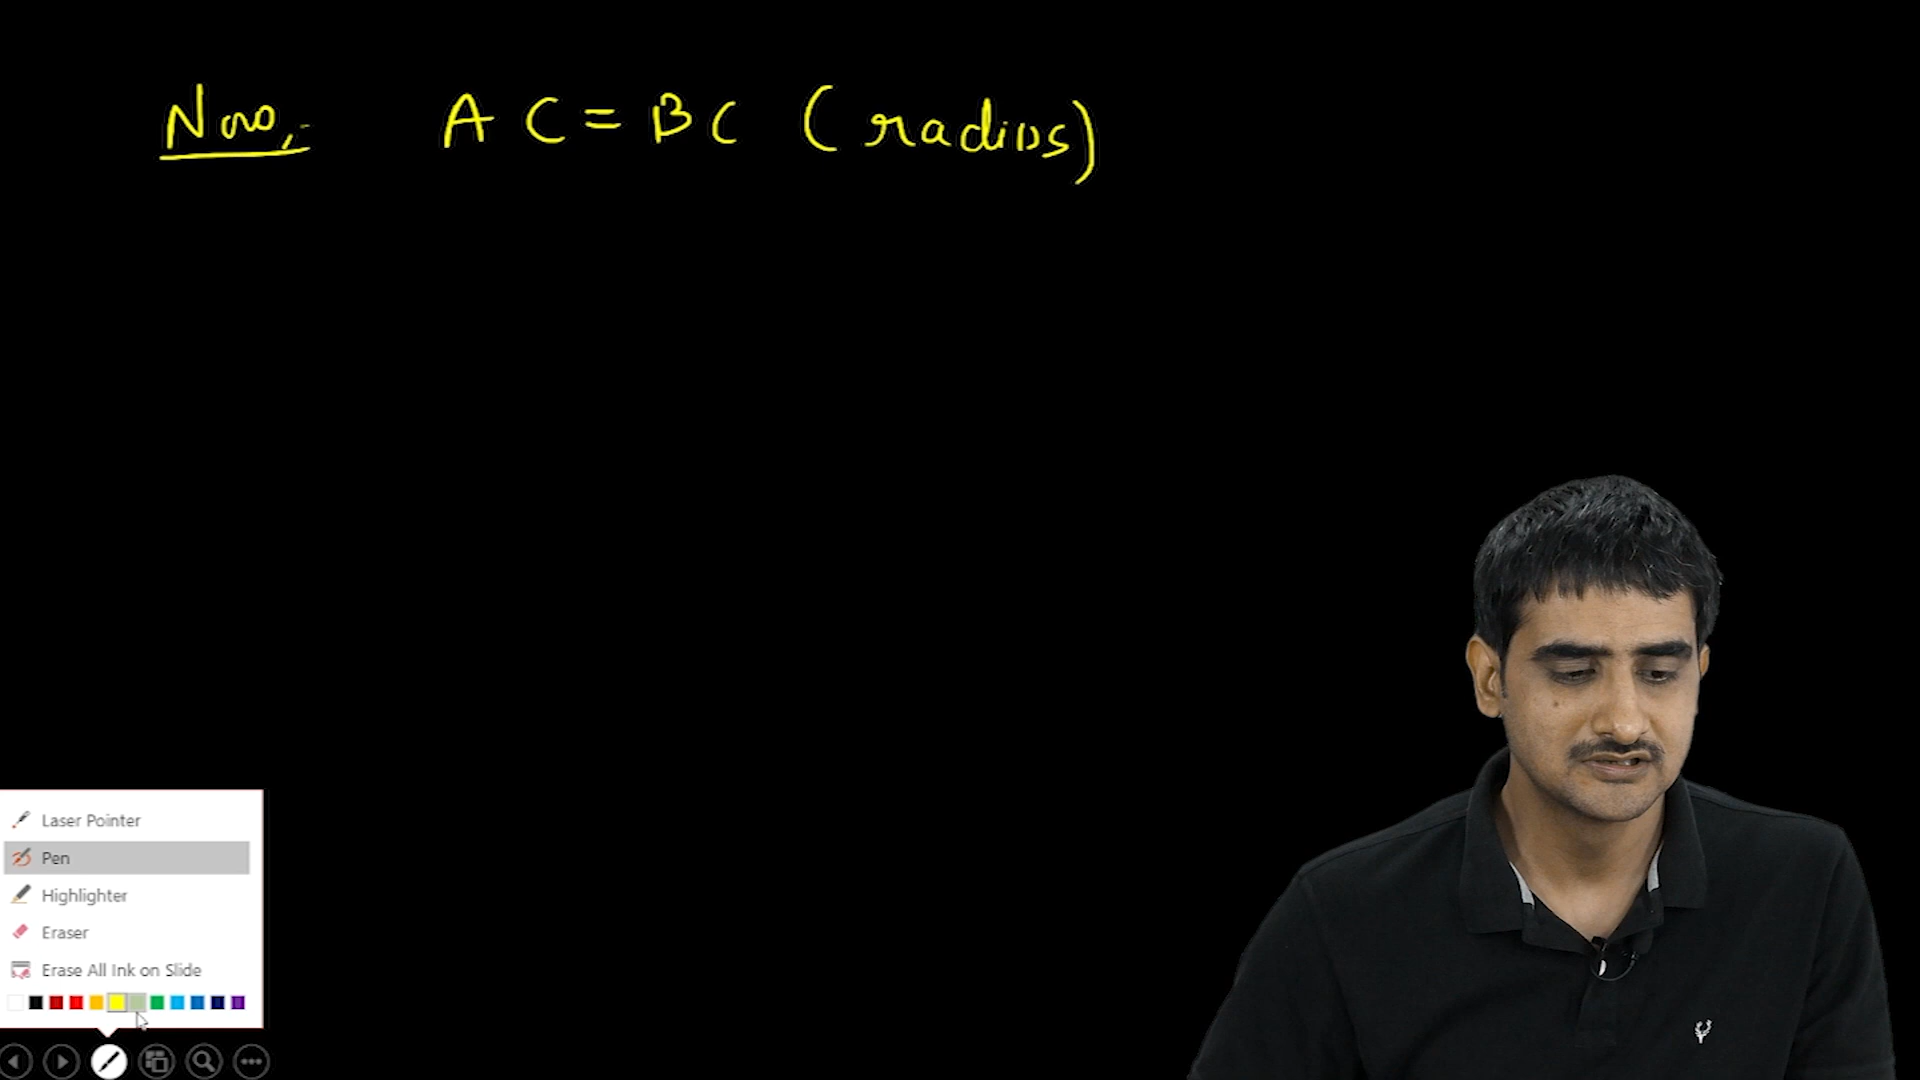 Now,- AC = BC (radius)
Laser Pointer
Pen
Highlighter
Eraser
Erase All Ink on Slide